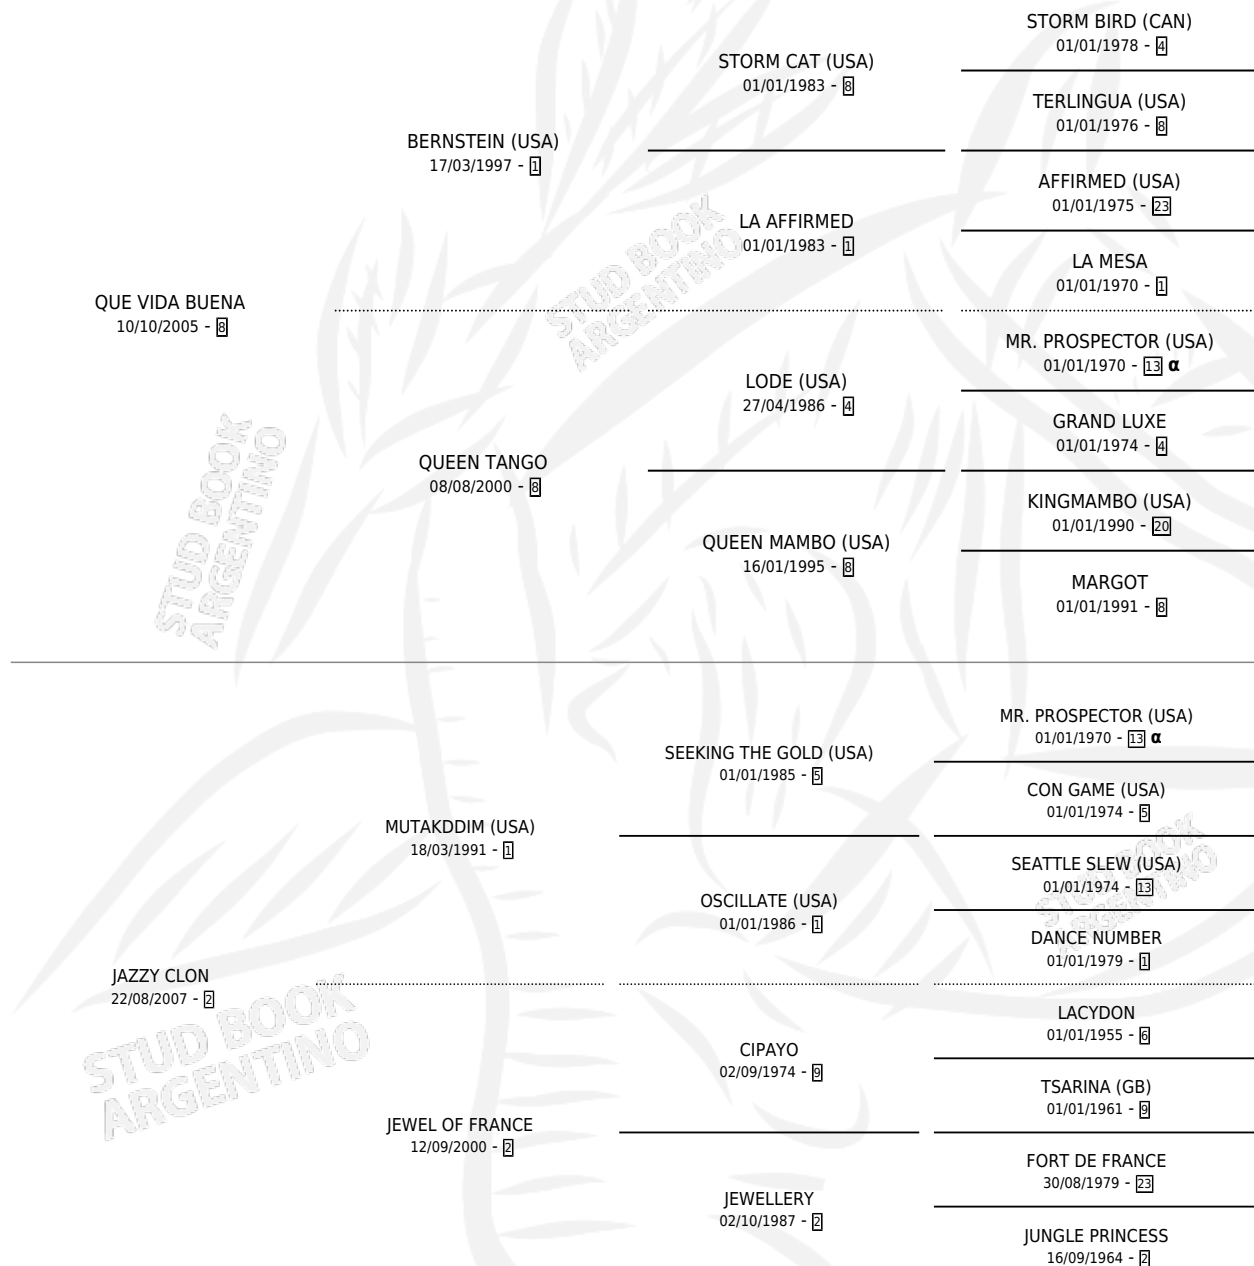 STORM BIRD (CAN)
01/01/1978 - 4
STORM CAT (USA)
01/01/1983 - 8
TERLINGUA (USA)
01/01/1976 - 8
BERNSTEIN (USA)
17/03/1997 - 1
AFFIRMED (USA)
01/01/1975 - 23
LA AFFIRMED
01/01/1983 - 1
LA MESA
01/01/1970 - 1
QUE VIDA BUENA
10/10/2005 - 8
MR. PROSPECTOR (USA)
01/01/1970 - 13 α
LODE (USA)
27/04/1986 - 4
GRAND LUXE
01/01/1974 - 4
QUEEN TANGO
08/08/2000 - 8
KINGMAMBO (USA)
01/01/1990 - 20
QUEEN MAMBO (USA)
16/01/1995 - 8
MARGOT
01/01/1991 - 8
STUD BOOK
ARGENTINO
STUD BOOK
ARGENTINO
MR. PROSPECTOR (USA)
01/01/1970 - 13 α
SEEKING THE GOLD (USA)
01/01/1985 - 5
CON GAME (USA)
01/01/1974 - 5
MUTAKDDIM (USA)
18/03/1991 - 1
SEATTLE SLEW (USA)
01/01/1974 - 13
OSCILLATE (USA)
01/01/1986 - 1
DANCE NUMBER
01/01/1979 - 1
STUD BOOK
ARGENTINO
JAZZY CLON
22/08/2007 - 2
LACYDON
01/01/1955 - 6
CIPAYO
02/09/1974 - 9
TSARINA (GB)
01/01/1961 - 9
STUD BOOK
ARGENTINO
JEWEL OF FRANCE
12/09/2000 - 2
FORT DE FRANCE
30/08/1979 - 23
JEWELLERY
02/10/1987 - 2
JUNGLE PRINCESS
16/09/1964 - 2